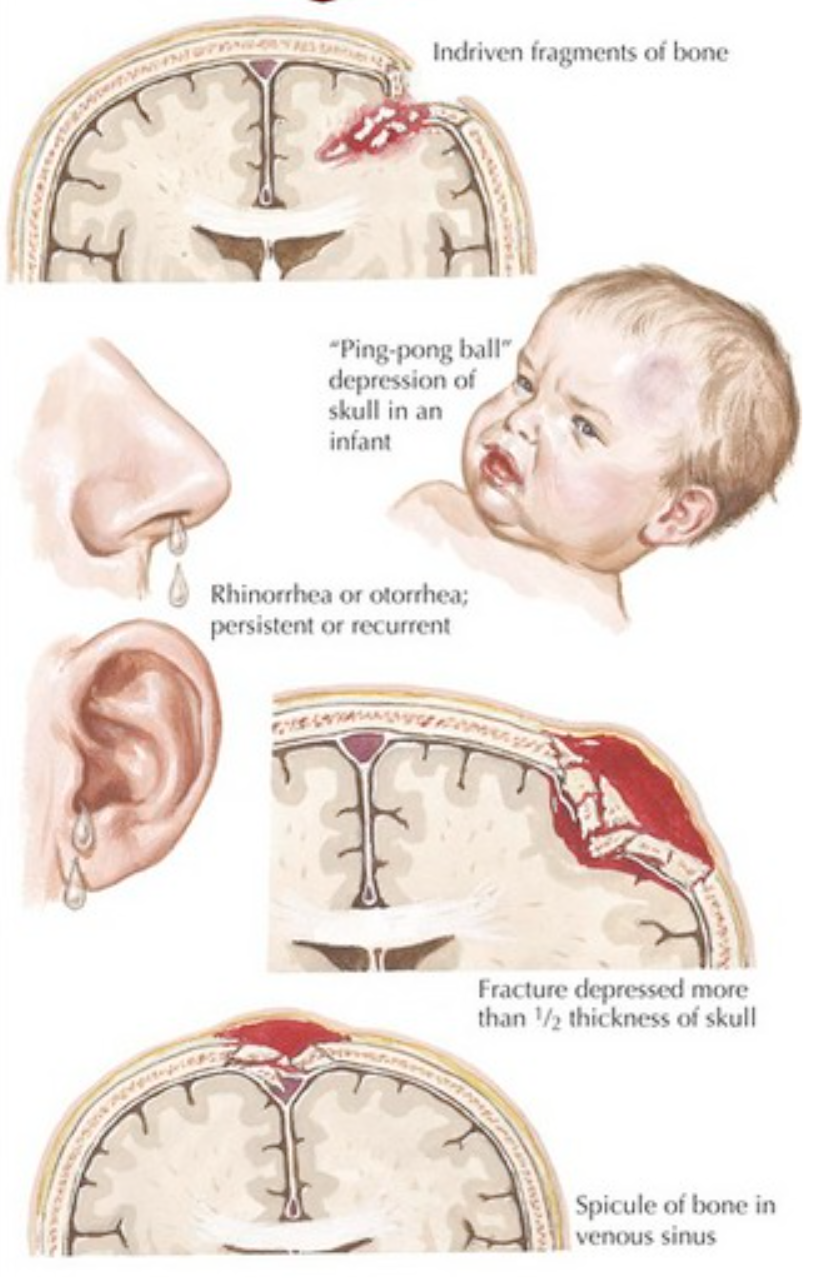 Indriven fragments of bone
“Ping-pong ball”
depression of
skull in an
infant
Rhinorrhea or otorrhea;
persistent or recurrent
Fracture depressed more
than 1/2 thickness of skull
Spicule of bone in
venous sinus